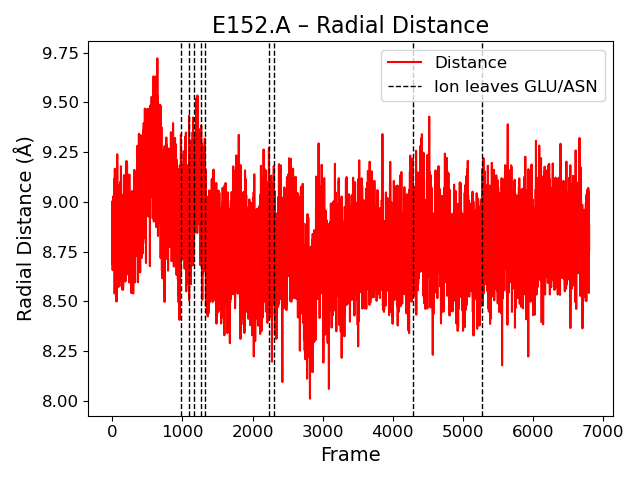 E152.A – Radial Distance
Distance
Ion leaves GLU/ASN
Radial Distance (Å)
9.75
9.50
9.25
9.00
8.75
8.50
8.25
8.00
0 1000 2000 3000 4000 5000 6000 7000
Frame